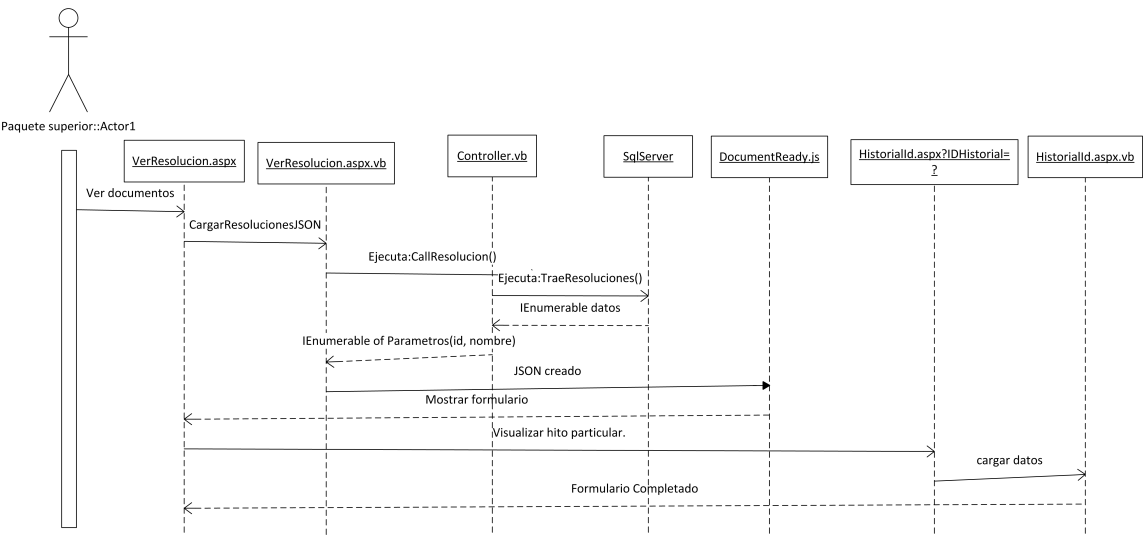 Paquete superior::Actor1
VerResolucion.aspx
VerResolucion.aspx.vb
Controller.vb
SqlServer
DocumentReady.js
HistorialId.aspx?IDHistorial=
?
HistorialId.aspx.vb
Ver documentos
CargarResolucionesJSON
Ejecuta:CallResolucion()
Ejecuta:TraeResoluciones()
IEnumerable datos
IEnumerable of Parametros(id, nombre)
JSON creado
Mostrar formulario
Visualizar hito particular.
cargar datos
Formulario Completado